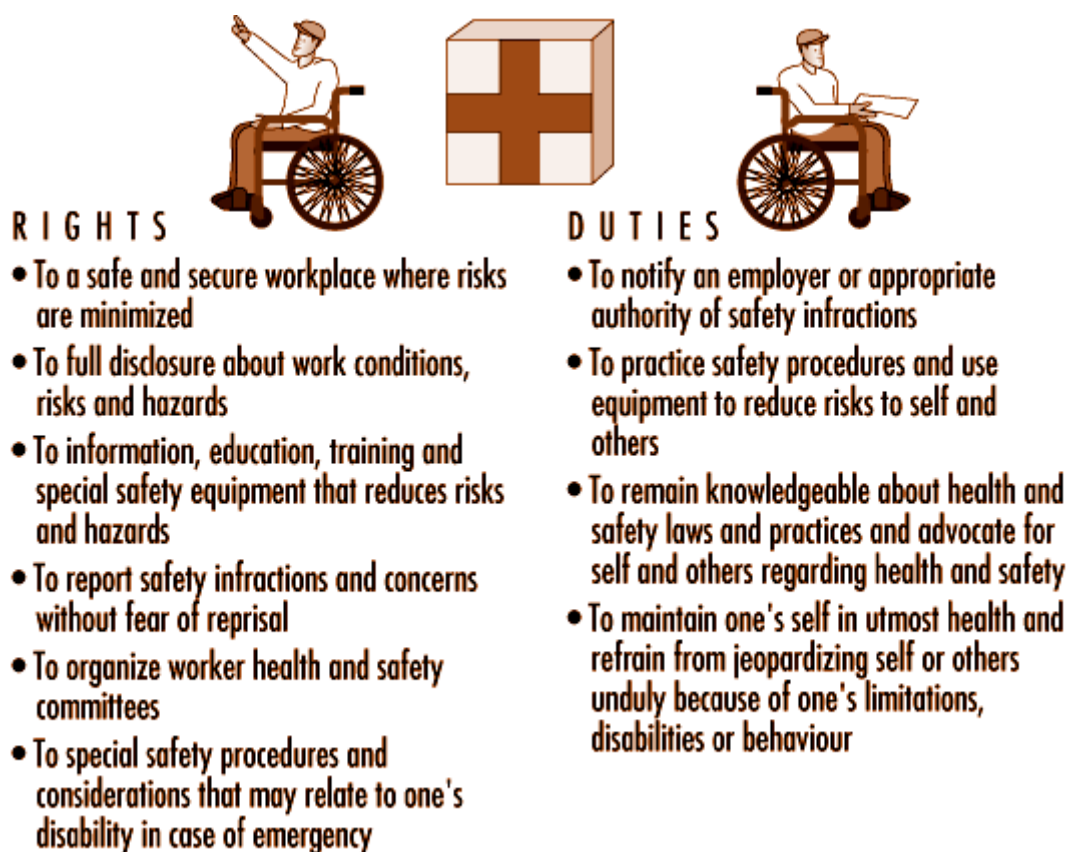 RIGHTS
• To a safe and secure workplace where risks
are minimized
• To full disclosure about work conditions,
risks and hazards
• To information, education, training and
special safety equipment that reduces risks
and hazards
• To report safety infractions and concerns
without fear of reprisal
• To organize worker health and safety
committees
• To special safety procedures and
considerations that may relate to one's
disability in case of emergency
DUTIES
• To notify an employer or appropriate
authority of safety infractions
• To practice safety procedures and use
equipment to reduce risks to self and
others
• To remain knowledgeable about health and
safety laws and practices and advocate for
self and others regarding health and safety
• To maintain one's self in utmost health and
refrain from jeopardizing self or others
unduly because of one's limitations,
disabilities or behaviour